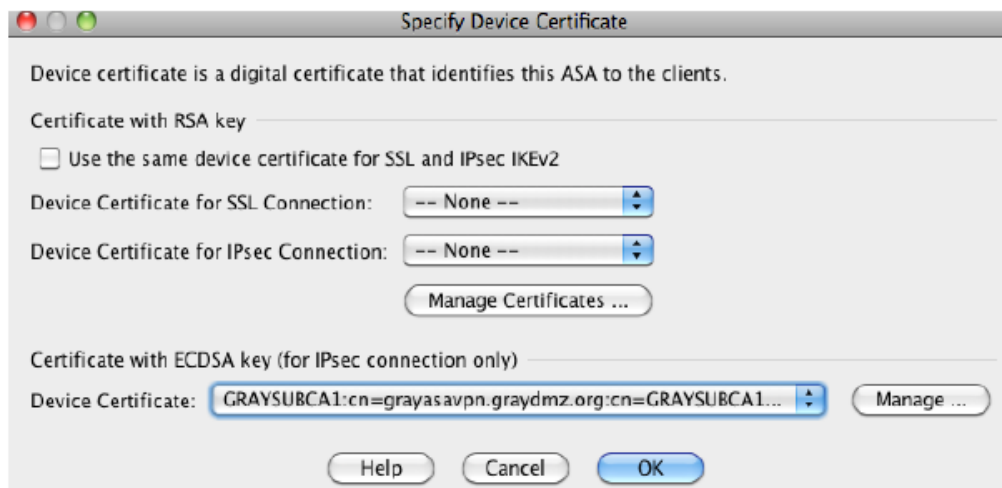 Specify Device Certificate
Device certificate is a digital certificate that identifies this ASA to the clients.
Certificate with RSA key
Use the same device certificate for SSL and IPsec IKEv2
Device Certificate for SSL Connection: -- None --
Device Certificate for IPsec Connection: -- None --
Manage Certificates ...
Certificate with ECDSA key (for IPsec connection only)
Device Certificate: GRAYSUBCA1:cn=grayasavpn.graydmz.org:cn=GRAYSUBCA1... Manage ...
Help Cancel OK